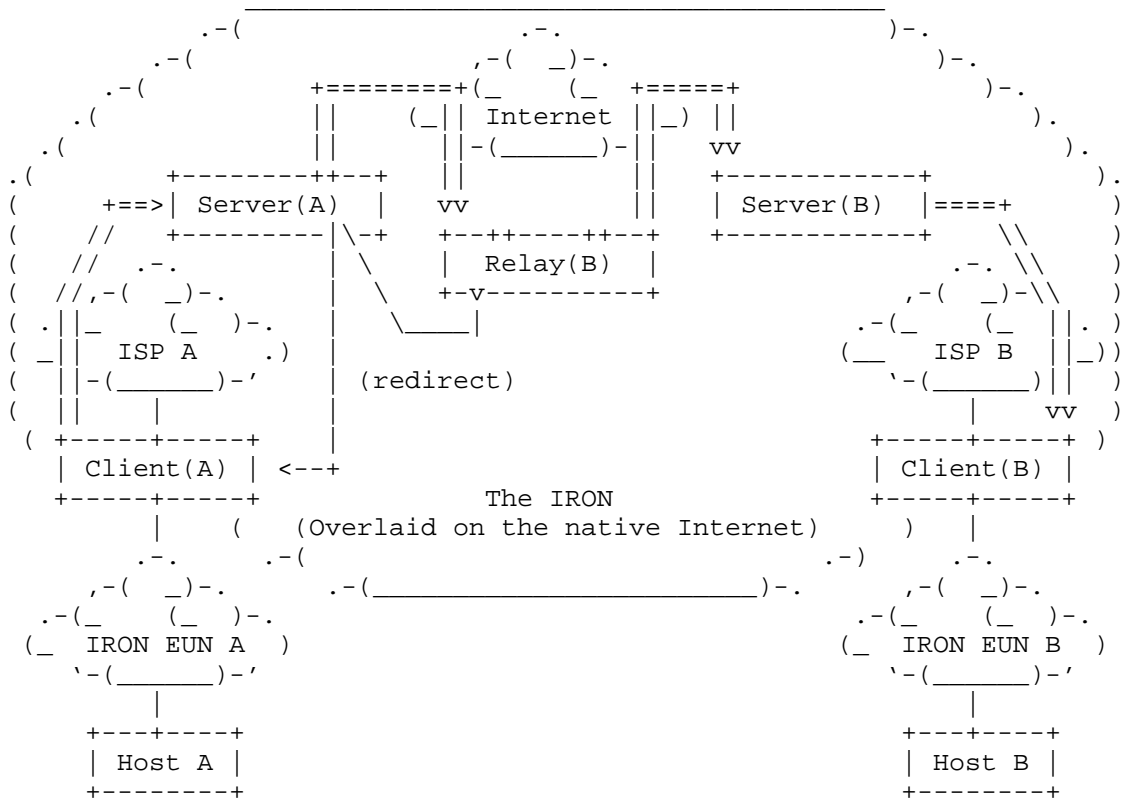 Internet
Server(A) Server(B)
Relay(B)
ISP A ISP B
(redirect)
Client(A) Client(B)
The IRON
(Overlaid on the native Internet)
IRON EUN A IRON EUN B
Host A Host B